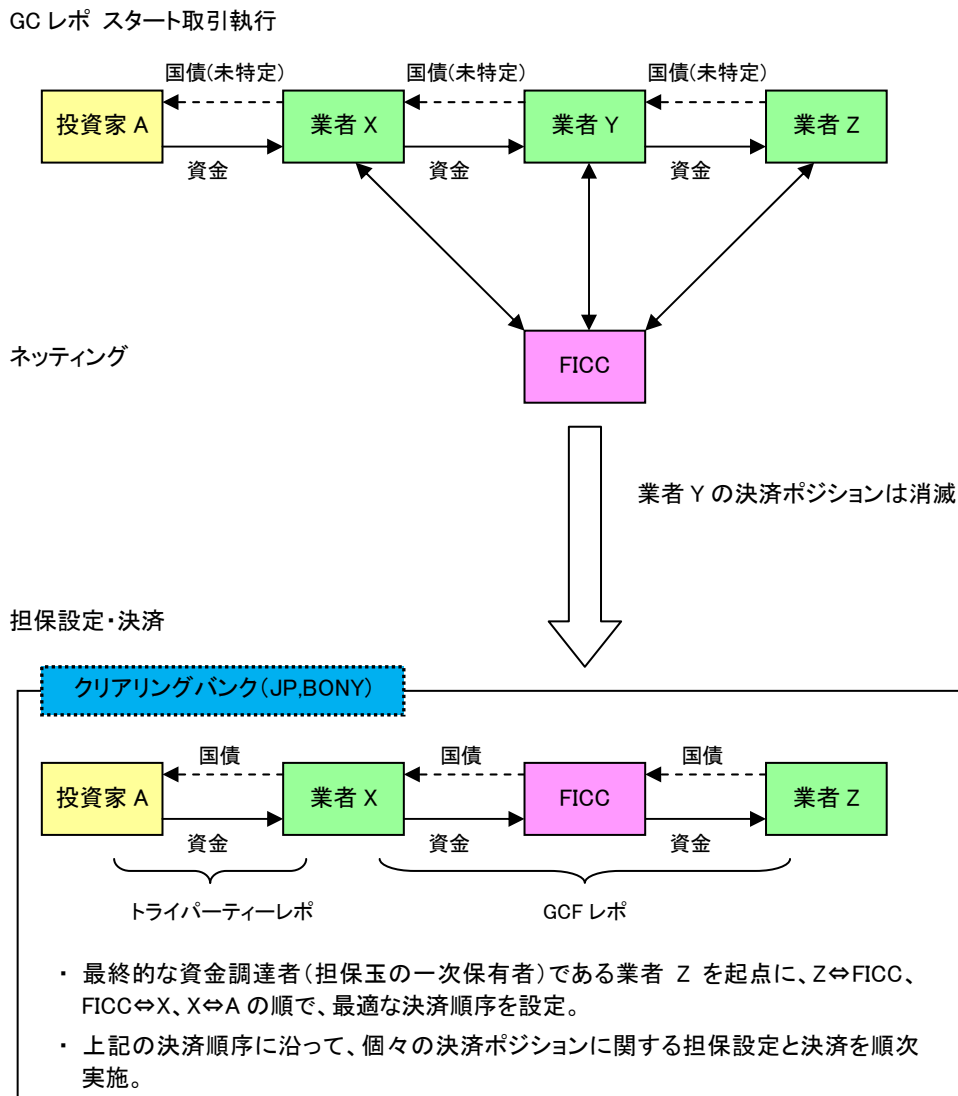 GC レポ スタート取引執行
国債(未特定) 国債(未特定) 国債(未特定)
投資家 A 業者 X 業者 Y 業者 Z
資金 資金 資金
ネッティング
FICC
業者 Y の決済ポジションは消滅
担保設定・決済
クリアリングバンク(JP,BONY)
国債 国債 国債
投資家 A 業者 X FICC 業者 Z
資金 資金 資金
トライパーティーレポ GCF レポ
・ 最終的な資金調達者(担保玉の一次保有者)である業者 Z を起点に、Z⇔FICC、
FICC⇔X、X⇔A の順で、最適な決済順序を設定。
・ 上記の決済順序に沿って、個々の決済ポジションに関する担保設定と決済を順次
実施。